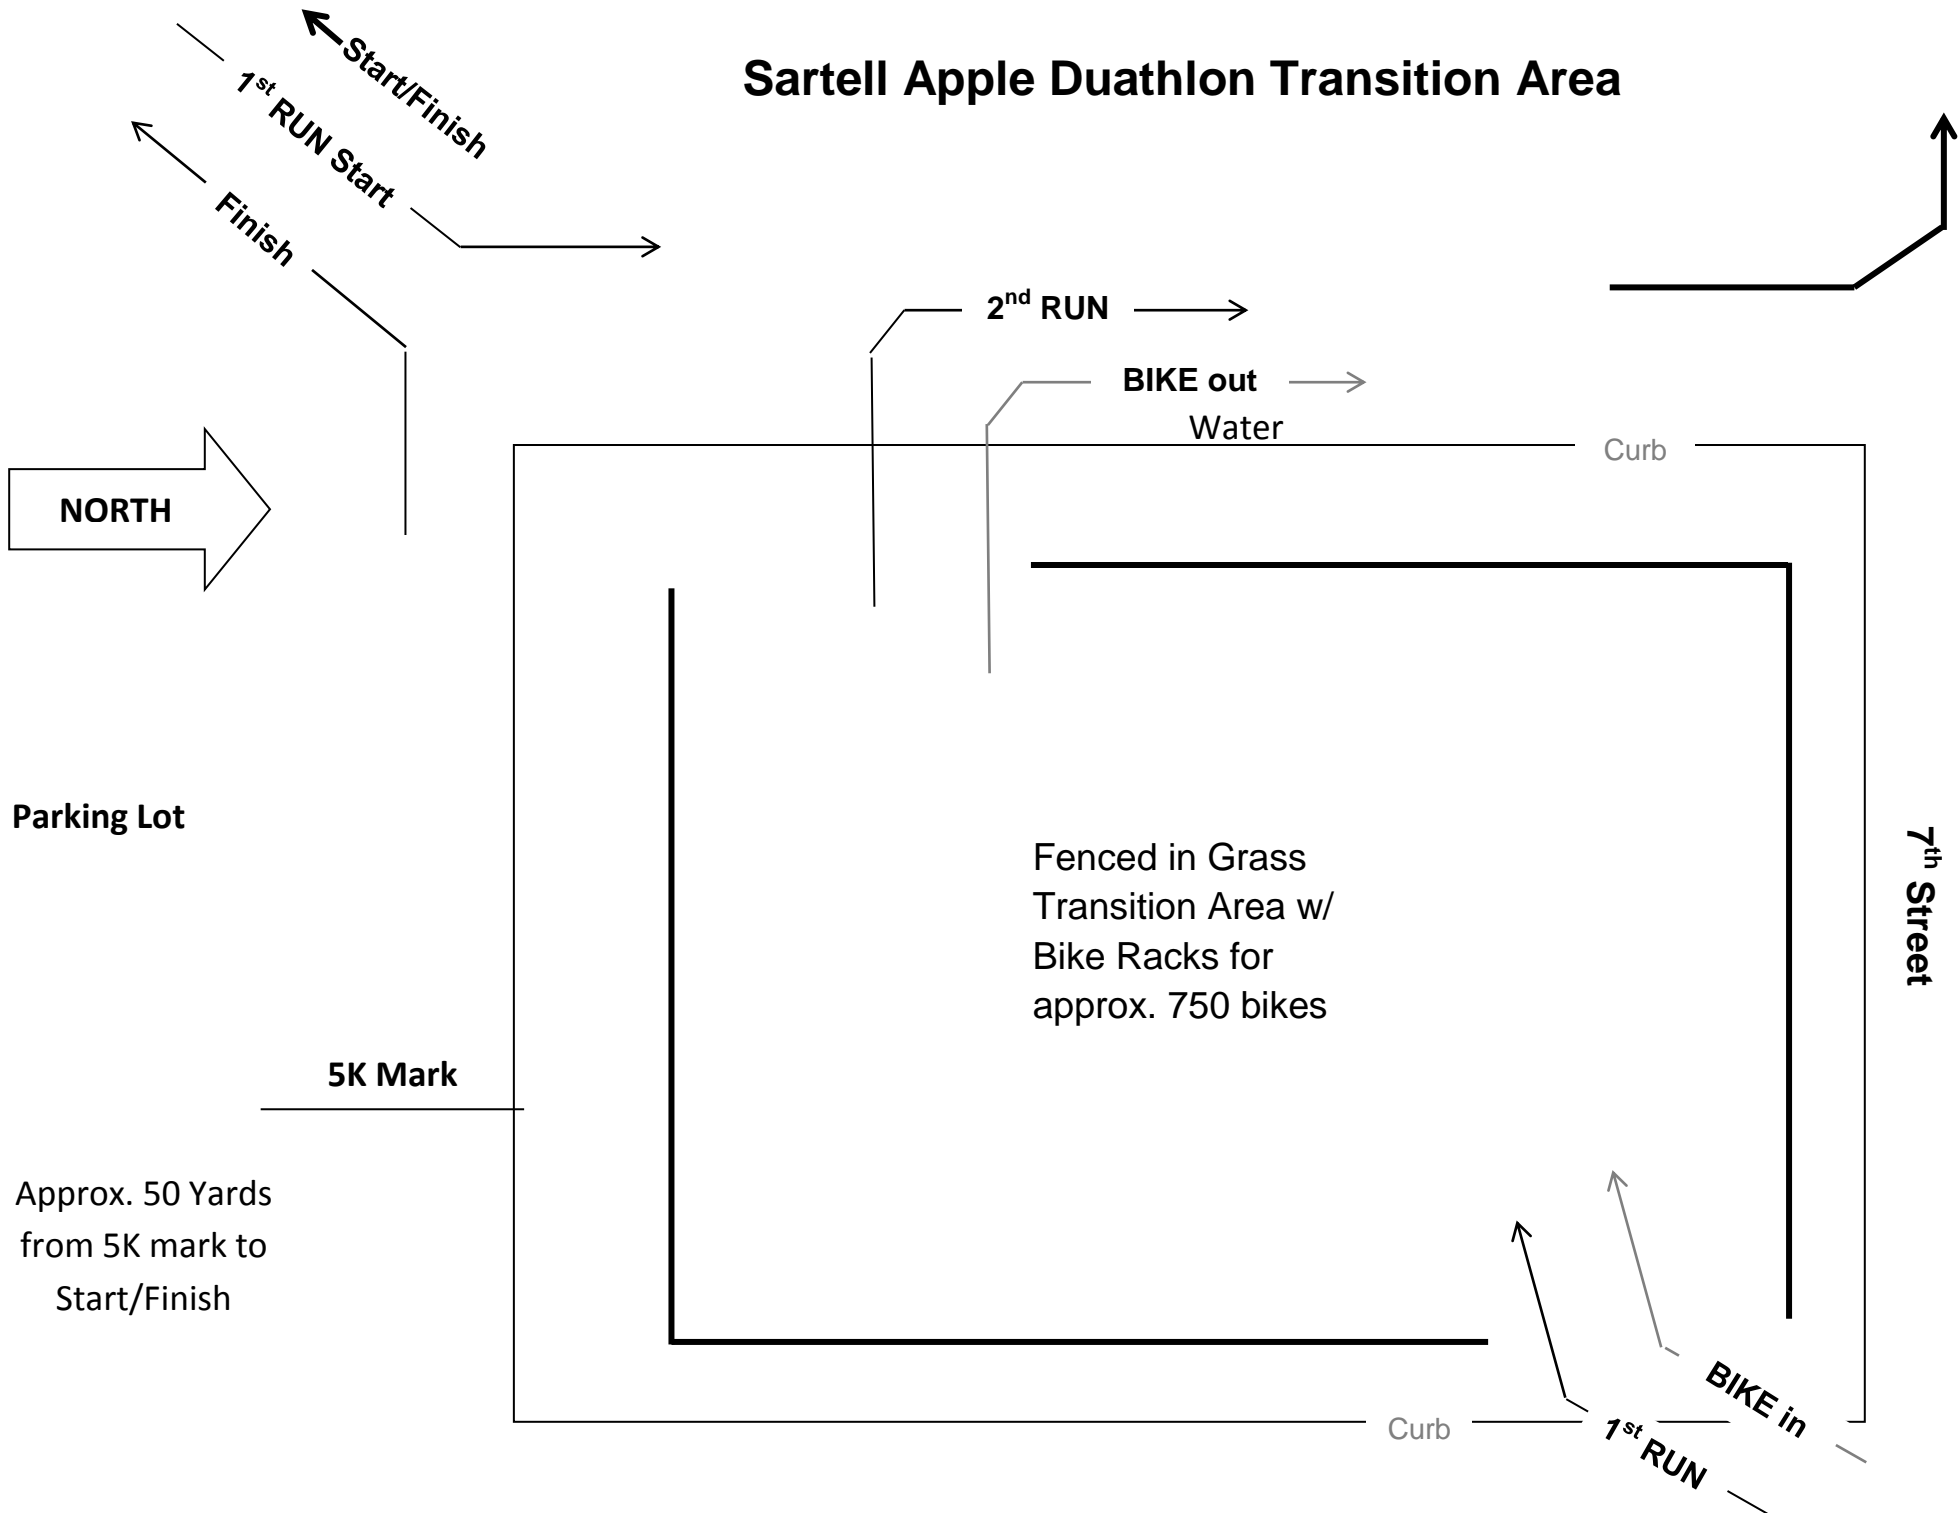 Sartell Apple Duathlon Transition Area
Start/Finish
1st RUN Start
Finish
2nd RUN
BIKE out
Water
Curb
NORTH
Parking Lot
Fenced in Grass
Transition Area w/
Bike Racks for
approx. 750 bikes
7th Street
5K Mark
Approx. 50 Yards
from 5K mark to
Start/Finish
BIKE in
Curb
1st RUN